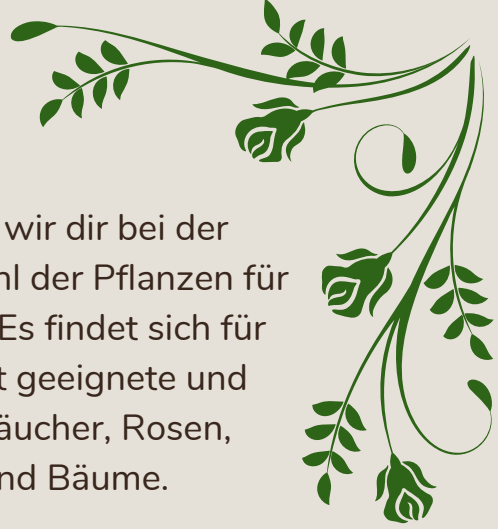 wir dir bei der
der Pflanzen für
Es findet sich für
geeignete und
Rosen,
Bäume.